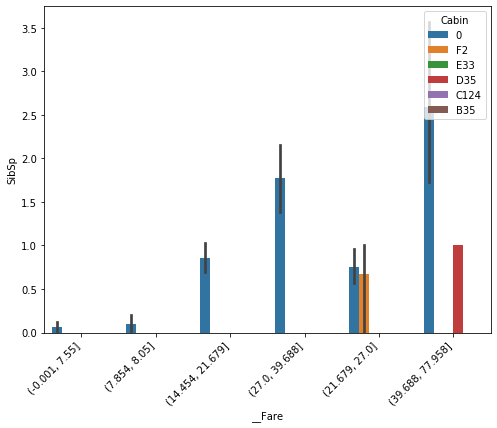 Cabin
0
F2
E33
D35
C124
B35
SibSp
3.5
3.0
2.5
2.0
1.5
1.0
0.5
0.0
(-0.001, 7.55]
(7.854, 8.05]
(14.454, 21.679]
(27.0, 39.688]
(21.679, 27.0]
(39.688, 77.958]
__Fare